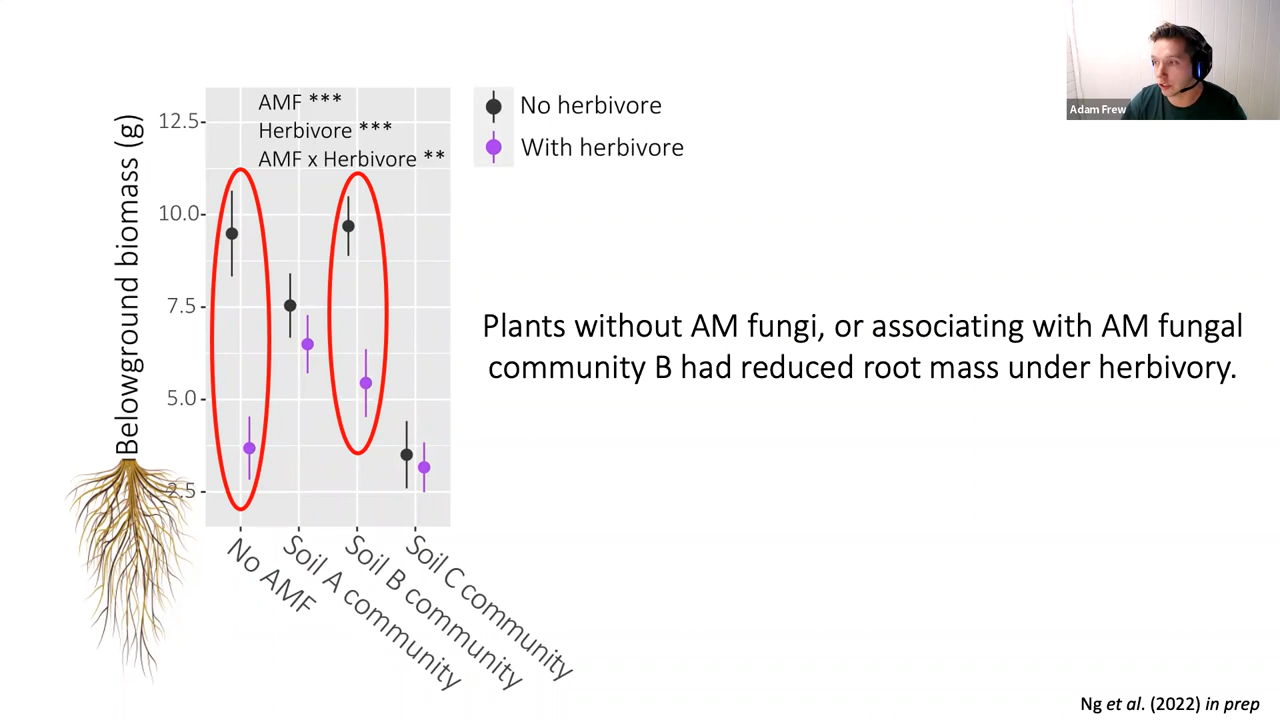 Adam Frew
AMF ***
Herbivore ***
AMF x Herbivore **
No herbivore
With herbivore
Belowground biomass (g)
12.5
10.0
7.5
5.0
2.5
No AMF
Soil A community
Soil B community
Soil C community
Plants without AM fungi, or associating with AM fungal
community B had reduced root mass under herbivory.
Ng et al. (2022) in prep